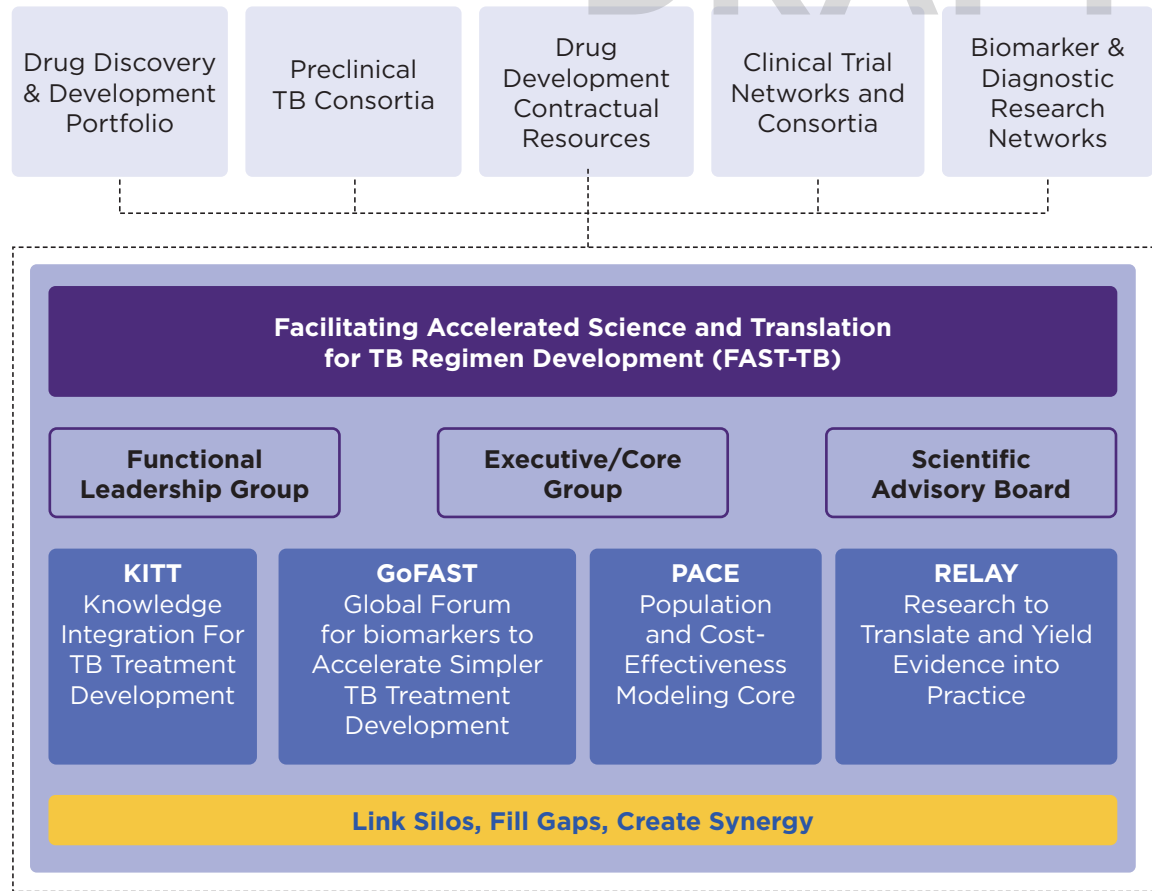 DRAFT
Drug Discovery
& Development
Portfolio
Preclinical
TB Consortia
Drug
Development
Contractual
Resources
Clinical Trial
Networks and
Consortia
Biomarker &
Diagnostic
Research
Networks
Facilitating Accelerated Science and Translation
for TB Regimen Development (FAST-TB)
Functional
Leadership Group
Executive/Core
Group
Scientific
Advisory Board
KITT
Knowledge
Integration For
TB Treatment
Development
GoFAST
Global Forum
for biomarkers to
Accelerate Simpler
TB Treatment
Development
PACE
Population
and Cost-
Effectiveness
Modeling Core
RELAY
Research to
Translate and Yield
Evidence into
Practice
Link Silos, Fill Gaps, Create Synergy